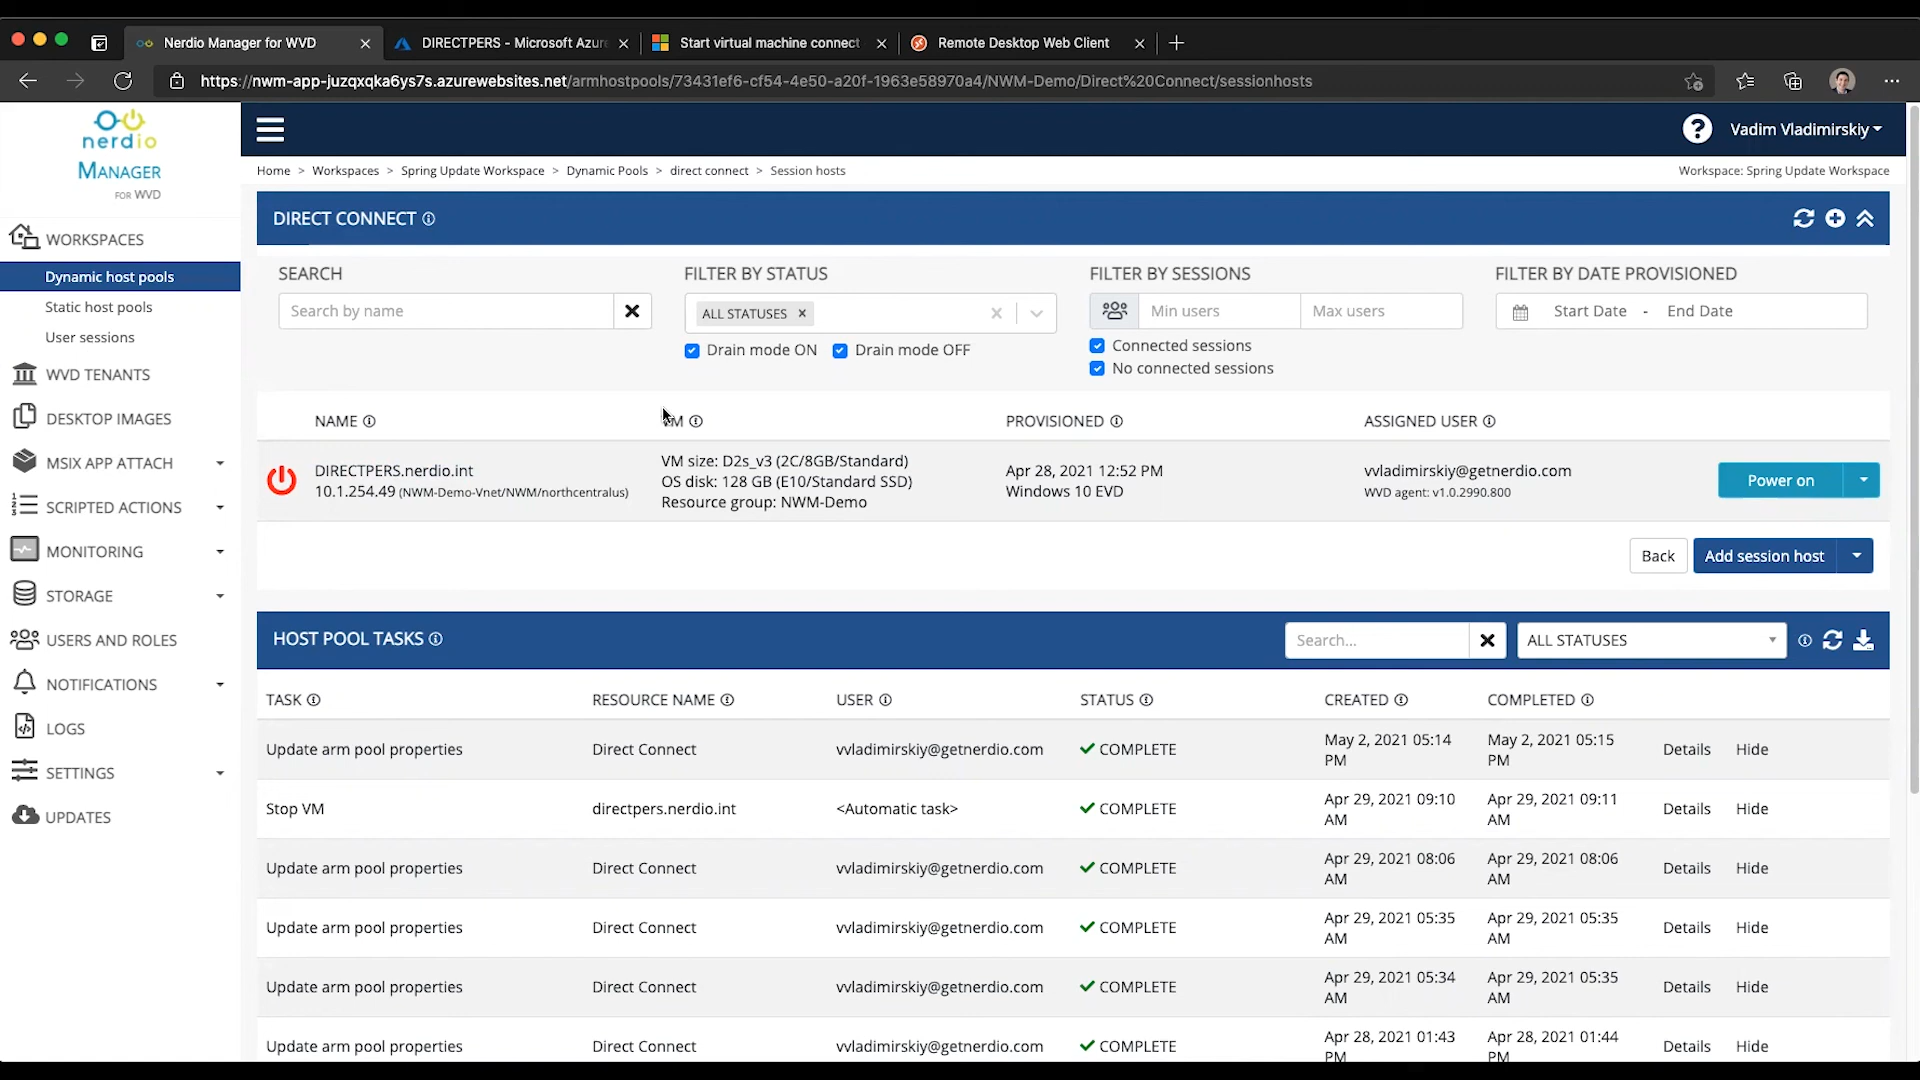 Nerdio Manager for WVD
DIRECTPERS - Microsoft Azur
Start virtual machine connect
Remote Desktop Web Client
https://nwm-app-juzqxqka6ys7s.azurewebsites.net/armhostpools/73431ef6-cf54-4e50-a20f-1963e58970a4/NWM-Demo/Direct%20Connect/sessionhosts
nerdio
MANAGER
FOR WVD
Vadim Vladimirskiy
Home > Workspaces > Spring Update Workspace > Dynamic Pools > direct connect > Session hosts
Workspace: Spring Update Workspace
WORKSPACES
Dynamic host pools
Static host pools
User sessions
WVD TENANTS
DESKTOP IMAGES
MSIX APP ATTACH
SCRIPTED ACTIONS
MONITORING
STORAGE
USERS AND ROLES
NOTIFICATIONS
LOGS
SETTINGS
UPDATES
DIRECT CONNECT
SEARCH
Search by name
FILTER BY STATUS
ALL STATUSES
Drain mode ON
Drain mode OFF
FILTER BY SESSIONS
Min users
Max users
Connected sessions
No connected sessions
FILTER BY DATE PROVISIONED
Start Date - End Date
NAME
VM
PROVISIONED
ASSIGNED USER
DIRECTPERS.nerdio.int
10.1.254.49 (NWM-Demo-Vnet/NWM/northcentralus)
VM size: D2s_v3 (2C/8GB/Standard)
OS disk: 128 GB (E10/Standard SSD)
Resource group: NWM-Demo
Apr 28, 2021 12:52 PM
Windows 10 EVD
vvladimirskiy@getnerdio.com
WVD agent: v1.0.2990.800
Power on
Back
Add session host
HOST POOL TASKS
Search...
ALL STATUSES
TASK
RESOURCE NAME
USER
STATUS
CREATED
COMPLETED
Update arm pool properties
Direct Connect
vvladimirskiy@getnerdio.com
COMPLETE
May 2, 2021 05:14
PM
May 2, 2021 05:15
PM
Details
Hide
Stop VM
directpers.nerdio.int
<Automatic task>
COMPLETE
Apr 29, 2021 09:10
AM
Apr 29, 2021 09:11
AM
Details
Hide
Update arm pool properties
Direct Connect
vvladimirskiy@getnerdio.com
COMPLETE
Apr 29, 2021 08:06
AM
Apr 29, 2021 08:06
AM
Details
Hide
Update arm pool properties
Direct Connect
vvladimirskiy@getnerdio.com
COMPLETE
Apr 29, 2021 05:35
AM
Apr 29, 2021 05:35
AM
Details
Hide
Update arm pool properties
Direct Connect
vvladimirskiy@getnerdio.com
COMPLETE
Apr 29, 2021 05:34
AM
Apr 29, 2021 05:35
AM
Details
Hide
Update arm pool properties
Direct Connect
vvladimirskiy@getnerdio.com
COMPLETE
Apr 28, 2021 01:43
PM
Apr 28, 2021 01:44
PM
Details
Hide